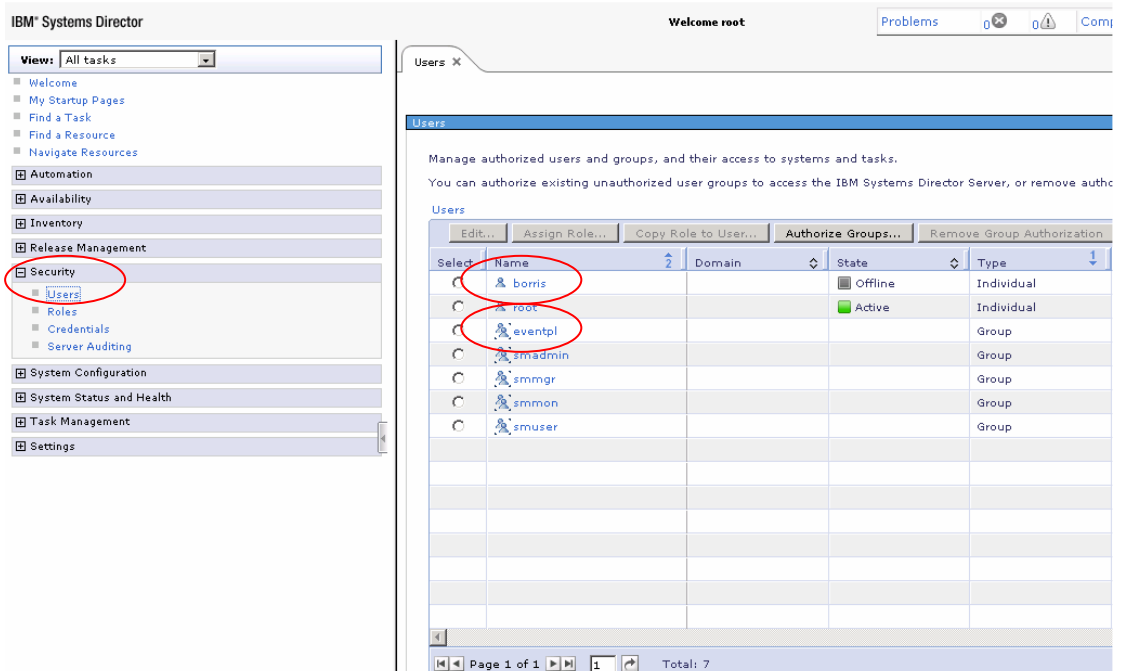 IBM® Systems Director
Welcome root
Problems 0 0 Comp
View: All tasks
Welcome
My Startup Pages
Find a Task
Find a Resource
Navigate Resources
Automation
Availability
Inventory
Release Management
Security
Users
Roles
Credentials
Server Auditing
System Configuration
System Status and Health
Task Management
Settings
Users
Users
Manage authorized users and groups, and their access to systems and tasks.
You can authorize existing unauthorized user groups to access the IBM Systems Director Server, or remove autho
Users
Edit... Assign Role... Copy Role to User... Authorize Groups... Remove Group Authorization
Select Name 2 Domain State Type 1
borris Offline Individual
root Active Individual
eventpl Group
smadmin Group
smmgr Group
smmon Group
smuser Group
Page 1 of 1 1 Total: 7